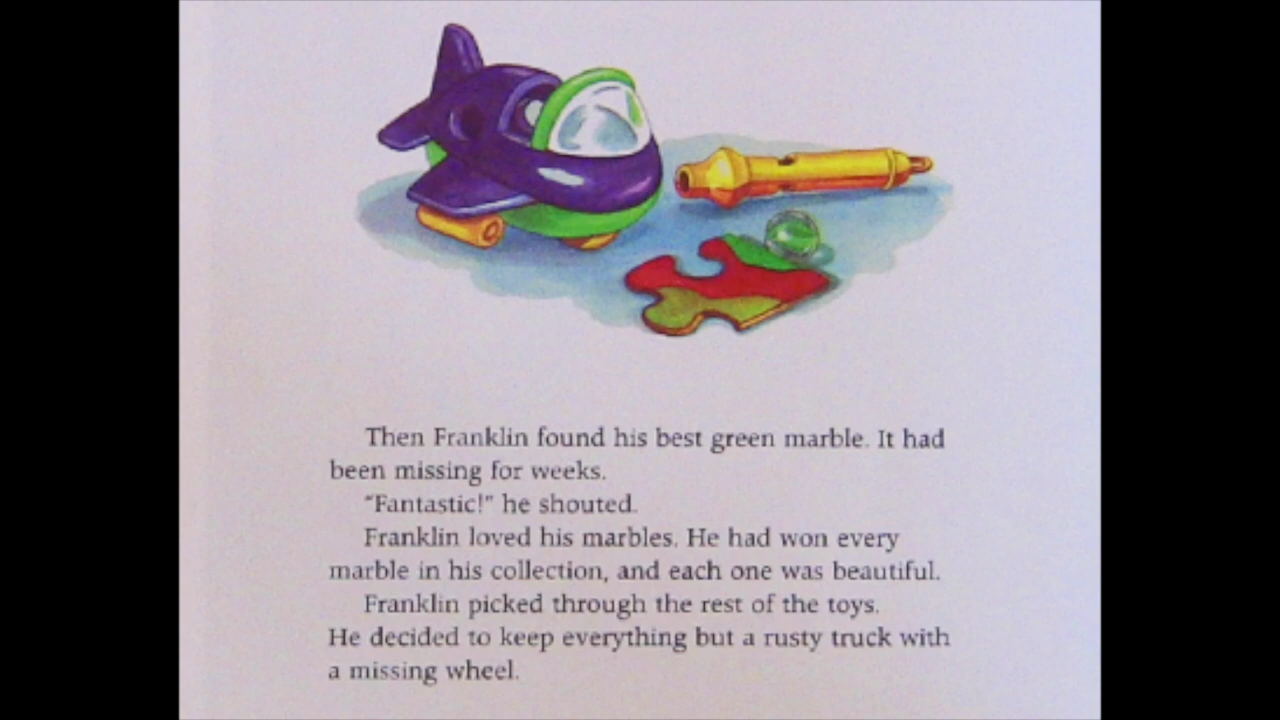 Then Franklin found his best green marble. It had
been missing for weeks.
"Fantastic!" he shouted.
Franklin loved his marbles. He had won every
marble in his collection, and each one was beautiful.
Franklin picked through the rest of the toys.
He decided to keep everything but a rusty truck with
a missing wheel.